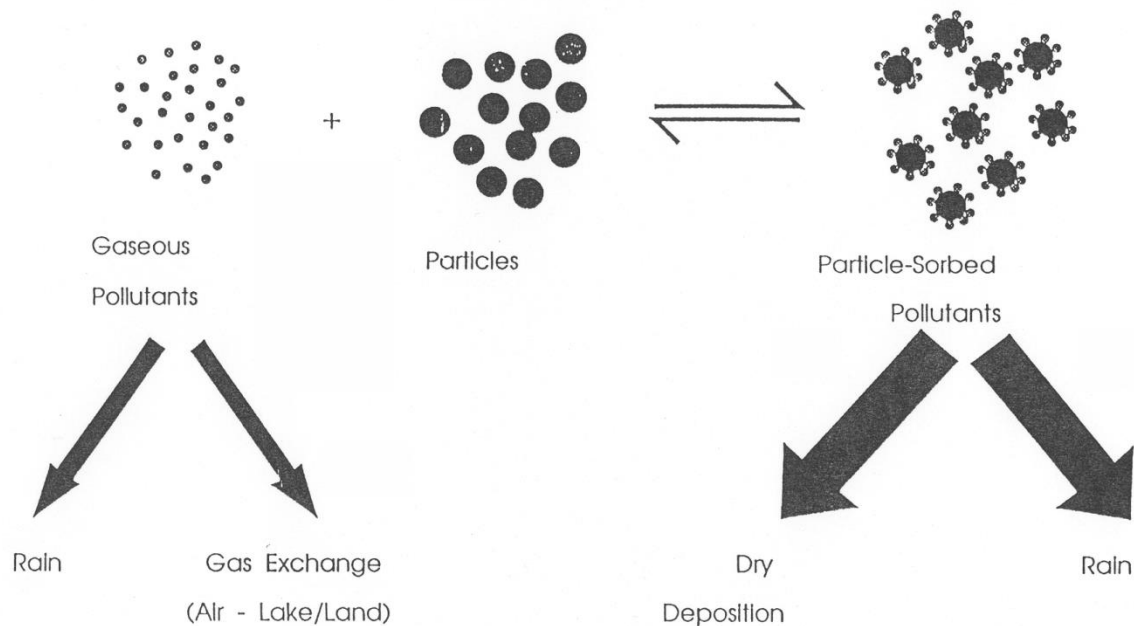 +
Gaseous
Pollutants
Particles
Particle-Sorbed
Pollutants
Rain
Gas Exchange
(Air - Lake/Land)
Dry
Deposition
Rain